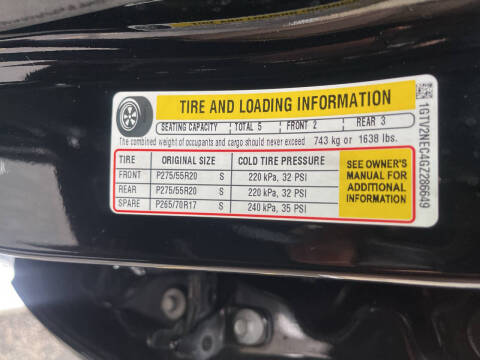 TIRE AND LOADING INFORMATION
SEATING CAPACITY TOTAL 5 FRONT 2 REAR 3
The combined weight of occupants and cargo should never exceed 743 kg or 1638 lbs.
TIRE ORIGINAL SIZE COLD TIRE PRESSURE
FRONT P275/55R20 S 220 kPa, 32 PSI
REAR P275/55R20 S 220 kPa, 32 PSI
SPARE P265/70R17 S 240 kPa, 35 PSI
SEE OWNER'S
MANUAL FOR
ADDITIONAL
INFORMATION
1GTV2NEC4GZ286649